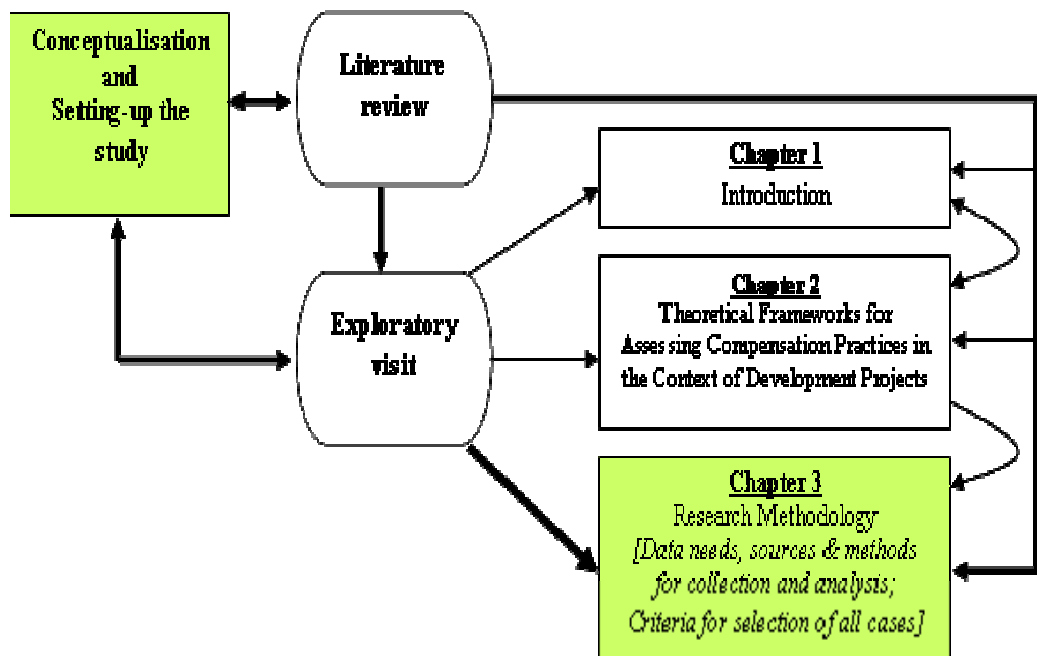 Conceptualisation
and
Setting-up the
study
Literature
review
Exploratory
visit
Chapter 1
Introduction
Chapter 2
Theoretical Frameworks for
Assessing Compensation Practices in
the Context of Development Projects
Chapter 3
Research Methodology
[Data needs, sources & methods
for collection and analysis;
Criteria for selection of all cases]